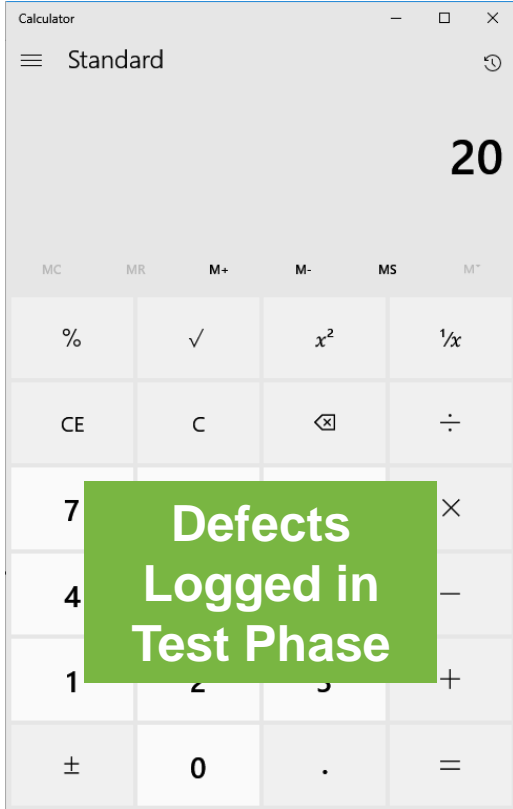 Calculator
Standard
20
MC MR M+ M- MS M˅
% √ x² ¹/x
CE C ÷
7 ×
4 −
1 2 3 +
± 0 . =
Defects
Logged in
Test Phase